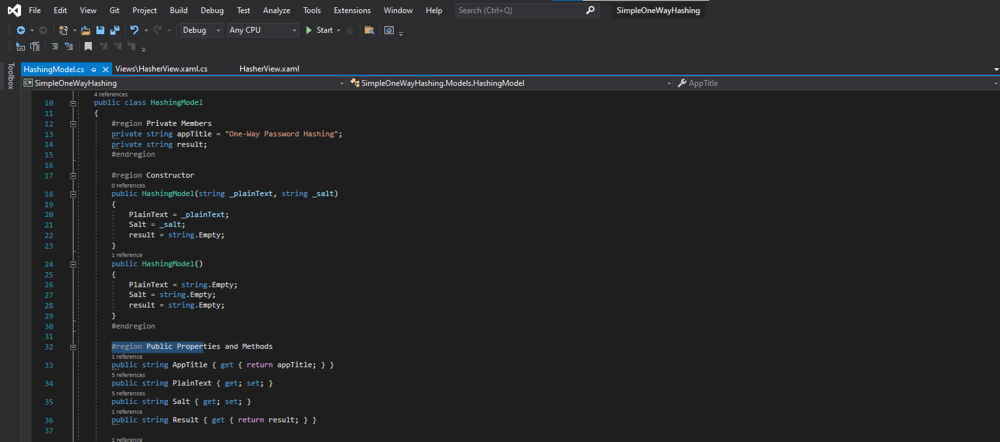 File Edit View Git Project Build Debug Test Analyze Tools Extensions Window Help Search (Ctrl+Q) SimpleOneWayHashing
Debug Any CPU Start
Toolbox
HashingModel.cs Views\HasherView.xaml.cs HasherView.xaml
C# SimpleOneWayHashing SimpleOneWayHashing.Models.HashingModel AppTitle
4 references
10 public class HashingModel
11 {
12 #region Private Members
13 private string appTitle = "One-Way Password Hashing";
14 private string result;
15 #endregion
16
17 #region Constructor
0 references
18 public HashingModel(string _plainText, string _salt)
19 {
20 PlainText = _plainText;
21 Salt = _salt;
22 result = string.Empty;
23 }
1 reference
24 public HashingModel()
25 {
26 PlainText = string.Empty;
27 Salt = string.Empty;
28 result = string.Empty;
29 }
30 #endregion
31
32 #region Public Properties and Methods
1 reference
33 public string AppTitle { get { return appTitle; } }
5 references
34 public string PlainText { get; set; }
5 references
35 public string Salt { get; set; }
1 reference
36 public string Result { get { return result; } }
37
1 reference